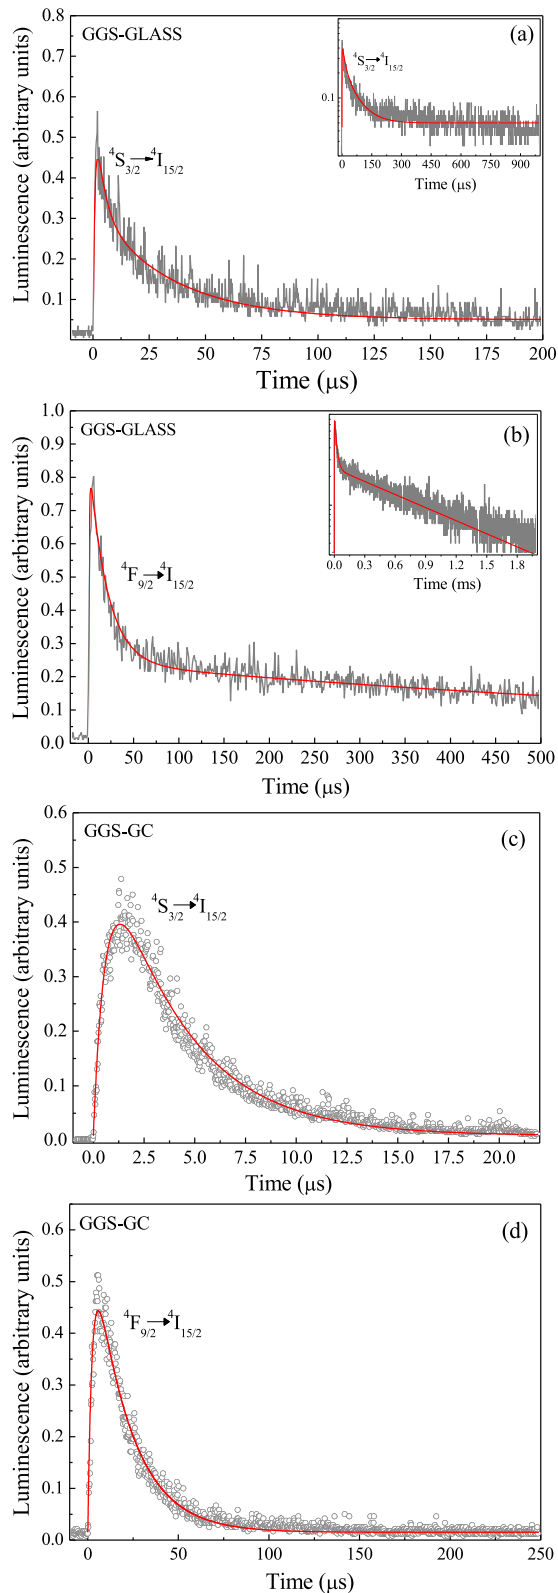 GGS-GLASS
(a)
⁴S₃/₂→⁴I₁₅/₂
Luminescence (arbitrary units)
0.8
0.7
0.6
0.5
0.4
0.3
0.2
0.1
0 25 50 75 100 125 150 175 200
Time (μs)
⁴S₃/₂→⁴I₁₅/₂
0.1
0 150 300 450 600 750 900
Time (μs)
GGS-GLASS
(b)
⁴F₉/₂→⁴I₁₅/₂
Luminescence (arbitrary units)
1.0
0.9
0.8
0.7
0.6
0.5
0.4
0.3
0.2
0.1
0.0
0 50 100 150 200 250 300 350 400 450 500
Time (μs)
0.0 0.3 0.6 0.9 1.2 1.5 1.8
Time (ms)
GGS-GC
(c)
⁴S₃/₂→⁴I₁₅/₂
Luminescence (arbitrary units)
0.6
0.5
0.4
0.3
0.2
0.1
0.0
0.0 2.5 5.0 7.5 10.0 12.5 15.0 17.5 20.0
Time (μs)
GGS-GC
(d)
⁴F₉/₂→⁴I₁₅/₂
Luminescence (arbitrary units)
0.6
0.5
0.4
0.3
0.2
0.1
0.0
0 50 100 150 200 250
Time (μs)